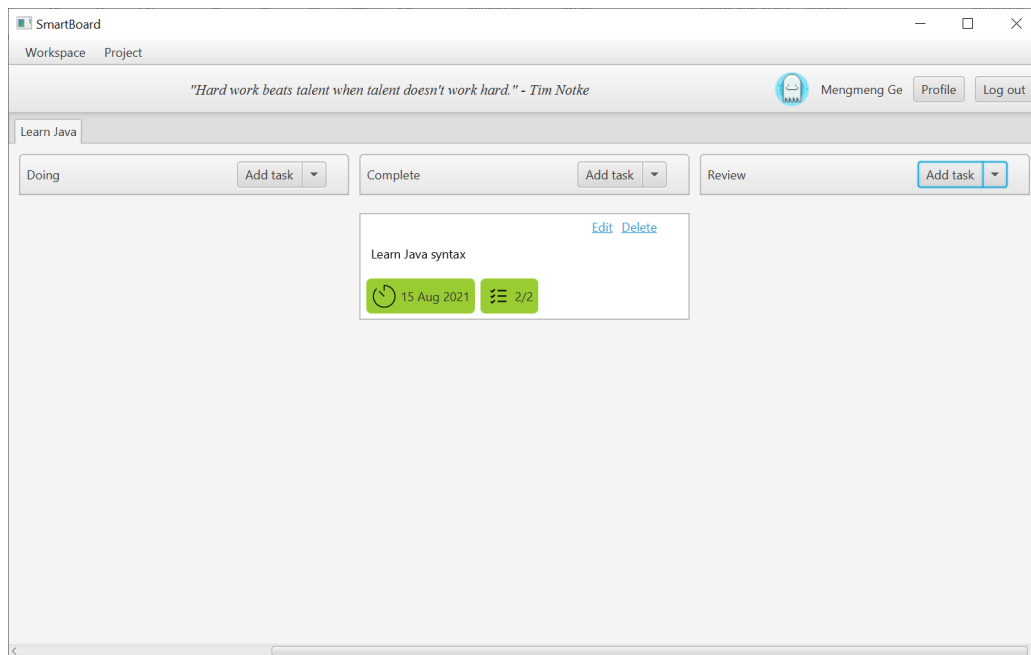 SmartBoard
Workspace Project
"Hard work beats talent when talent doesn't work hard." - Tim Notke
Mengmeng Ge Profile Log out
Learn Java
Doing Add task Complete Add task Review Add task
Edit Delete
Learn Java syntax
15 Aug 2021 2/2